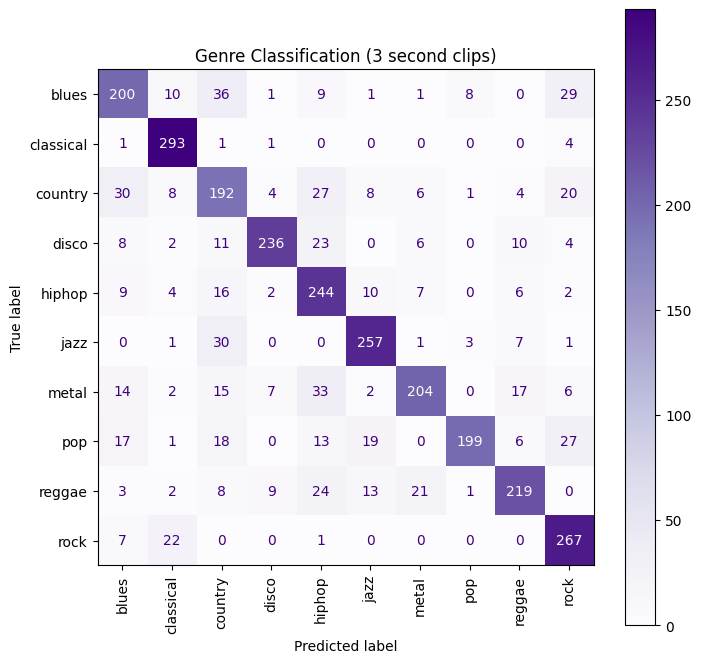 Genre Classification (3 second clips)
True label
blues 200 10 36 1 9 1 1 8 0 29
classical 1 293 1 1 0 0 0 0 0 4
country 30 8 192 4 27 8 6 1 4 20
disco 8 2 11 236 23 0 6 0 10 4
hiphop 9 4 16 2 244 10 7 0 6 2
jazz 0 1 30 0 0 257 1 3 7 1
metal 14 2 15 7 33 2 204 0 17 6
pop 17 1 18 0 13 19 0 199 6 27
reggae 3 2 8 9 24 13 21 1 219 0
rock 7 22 0 0 1 0 0 0 0 267
blues classical country disco hiphop jazz metal pop reggae rock
Predicted label
250
200
150
100
50
0